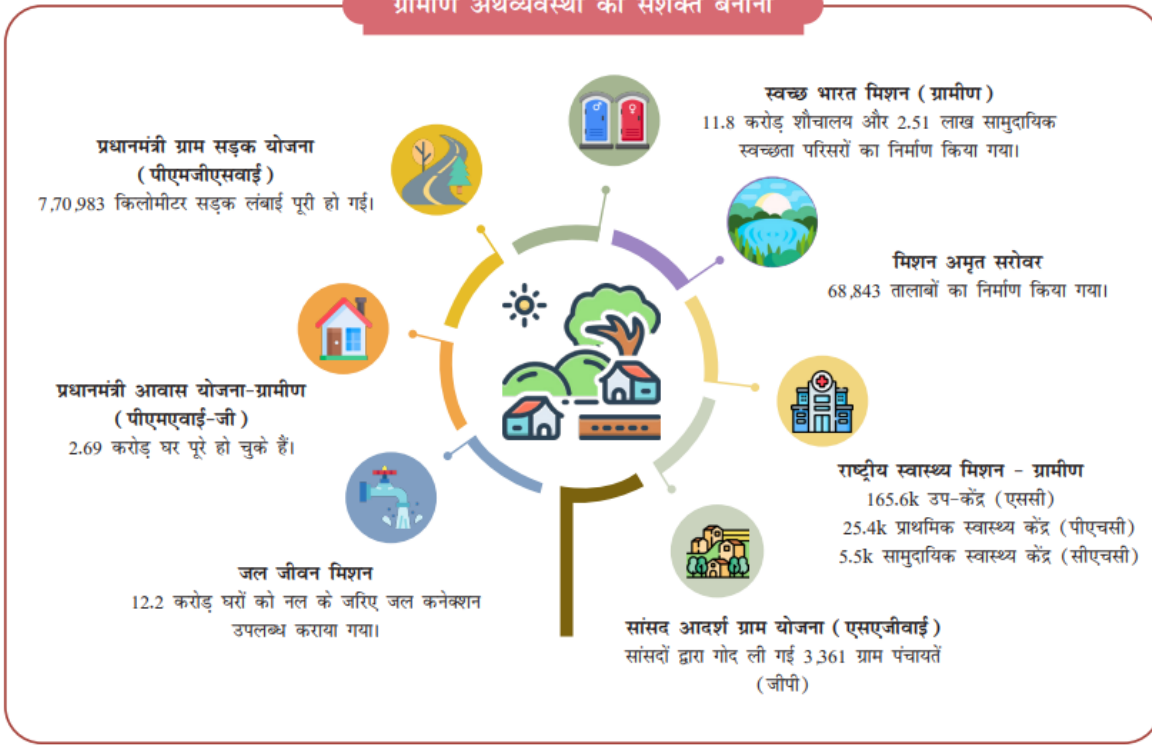 ग्रामीण अर्थव्यवस्था को सशक्त बनाना
स्वच्छ भारत मिशन ( ग्रामीण )
11.8 करोड़ शौचालय और 2.51 लाख सामुदायिक
स्वच्छता परिसरों का निर्माण किया गया।
प्रधानमंत्री ग्राम सड़क योजना
( पीएमजीएसवाई )
7,70,983 किलोमीटर सड़क लंबाई पूरी हो गई।
मिशन अमृत सरोवर
68,843 तालाबों का निर्माण किया गया।
प्रधानमंत्री आवास योजना-ग्रामीण
( पीएमएवाई-जी )
2.69 करोड़ घर पूरे हो चुके हैं।
राष्ट्रीय स्वास्थ्य मिशन - ग्रामीण
165.6k उप-केंद्र (एससी)
25.4k प्राथमिक स्वास्थ्य केंद्र (पीएचसी)
5.5k सामुदायिक स्वास्थ्य केंद्र (सीएचसी)
जल जीवन मिशन
12.2 करोड़ घरों को नल के जरिए जल कनेक्शन
उपलब्ध कराया गया।
सांसद आदर्श ग्राम योजना ( एसएजीवाई )
सांसदों द्वारा गोद ली गई 3,361 ग्राम पंचायतें
(जीपी)